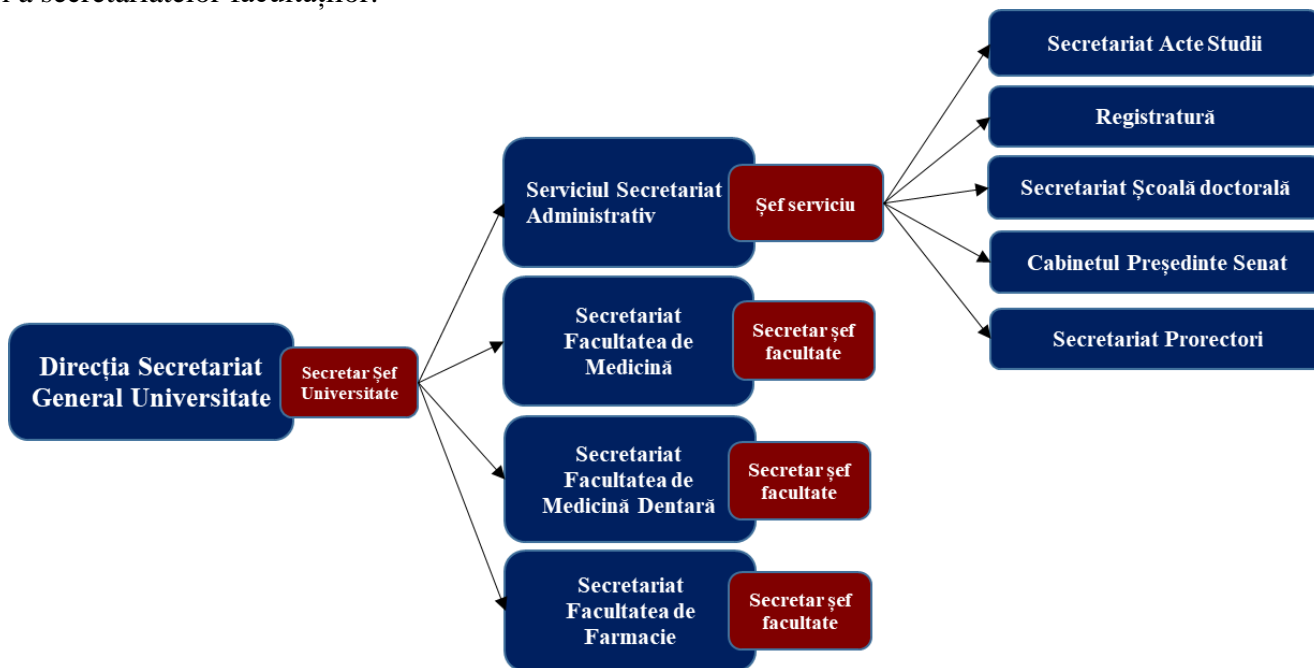 a secretariatelor facultăților.
Direcția Secretariat
General Universitate
Secretar Șef
Universitate
Serviciul Secretariat
Administrativ
Șef serviciu
Secretariat
Facultatea de
Medicină
Secretar șef
facultate
Secretariat
Facultatea de
Medicină Dentară
Secretar șef
facultate
Secretariat
Facultatea de
Farmacie
Secretar șef
facultate
Secretariat Acte Studii
Registratură
Secretariat Școală doctorală
Cabinetul Președinte Senat
Secretariat Prorectori